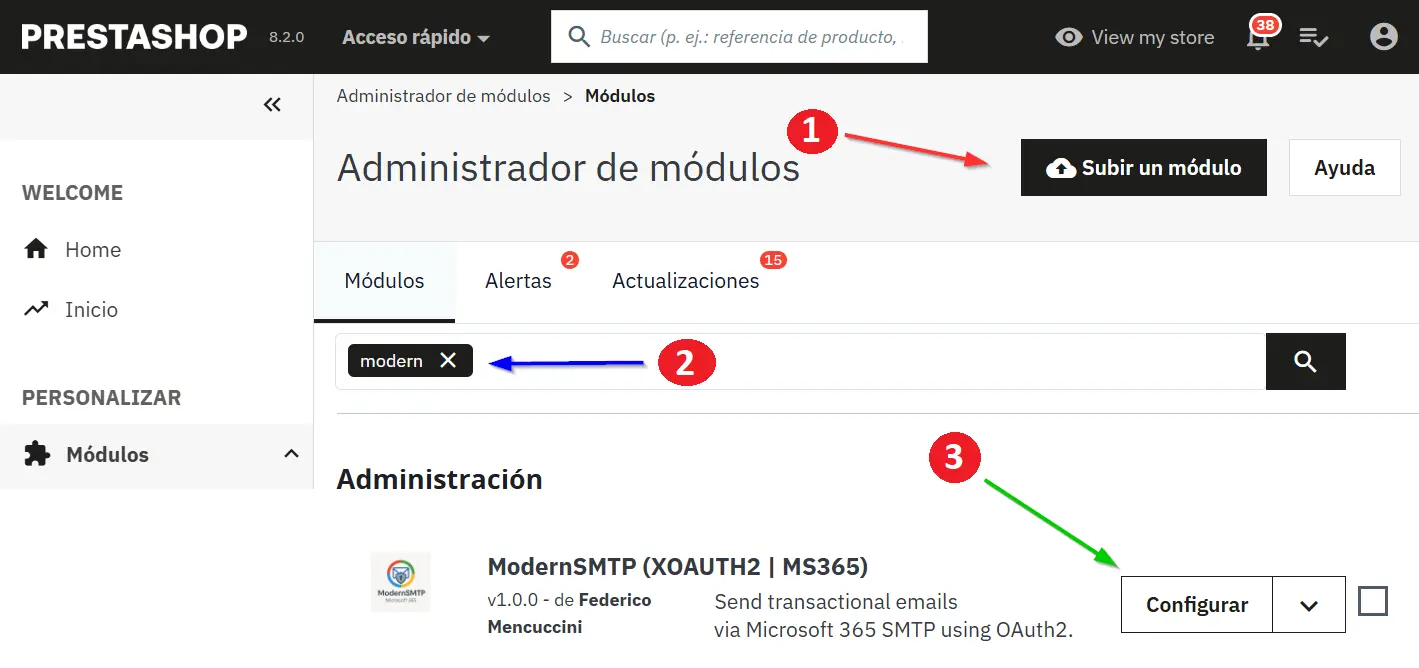 PRESTASHOP 8.2.0 Acceso rápido Buscar (p. ej.: referencia de producto, View my store 38
Administrador de módulos > Módulos
1
Administrador de módulos
Subir un módulo Ayuda
WELCOME
Home
Inicio
PERSONALIZAR
Módulos
Módulos Alertas 2 Actualizaciones 15
modern 2
3
Administración
ModernSMTP
Microsoft 365
ModernSMTP (XOAUTH2 | MS365)
v1.0.0 - de Federico
Mencuccini
Send transactional emails
via Microsoft 365 SMTP using OAuth2.
Configurar